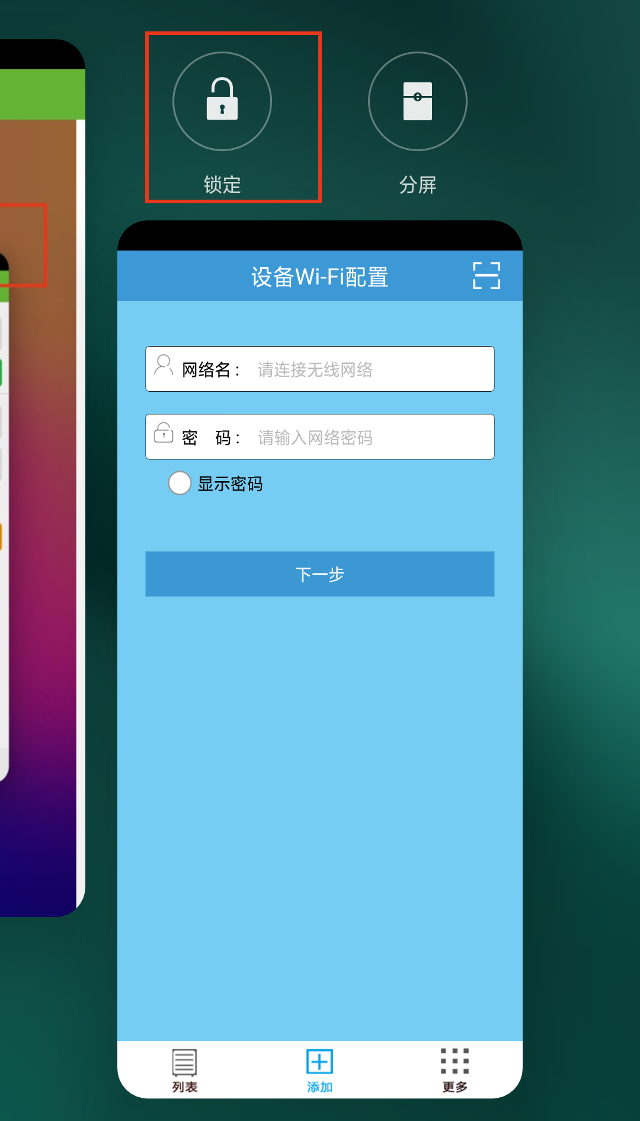 锁定
分屏
设备Wi-Fi配置
网络名： 请连接无线网络
密 码： 请输入网络密码
显示密码
下一步
列表
添加
更多